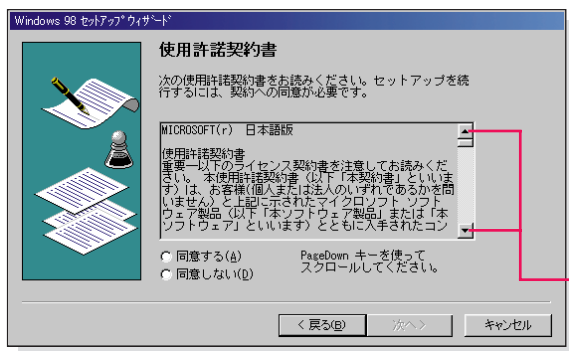 Windows 98 セットアップ ウィザード
使用許諾契約書
次の使用許諾契約書をお読みください。セットアップを続
行するには、契約への同意が必要です。
MICROSOFT(r) 日本語版
使用許諾契約書
重要－以下のライセンス契約書を注意してお読みくだ
さい。 本使用許諾契約書（以下「本契約書」といいま
す）は、お客様(個人または法人のいずれであるかを問
いません）と上記に示されたマイクロソフト ソフト
ウェア製品（以下「本ソフトウェア製品」または「本
ソフトウェア」といいます）とともに入手されたコン
同意する(A)
同意しない(D)
PageDown キーを使って
スクロールしてください。
< 戻る(B)
次へ >
キャンセル